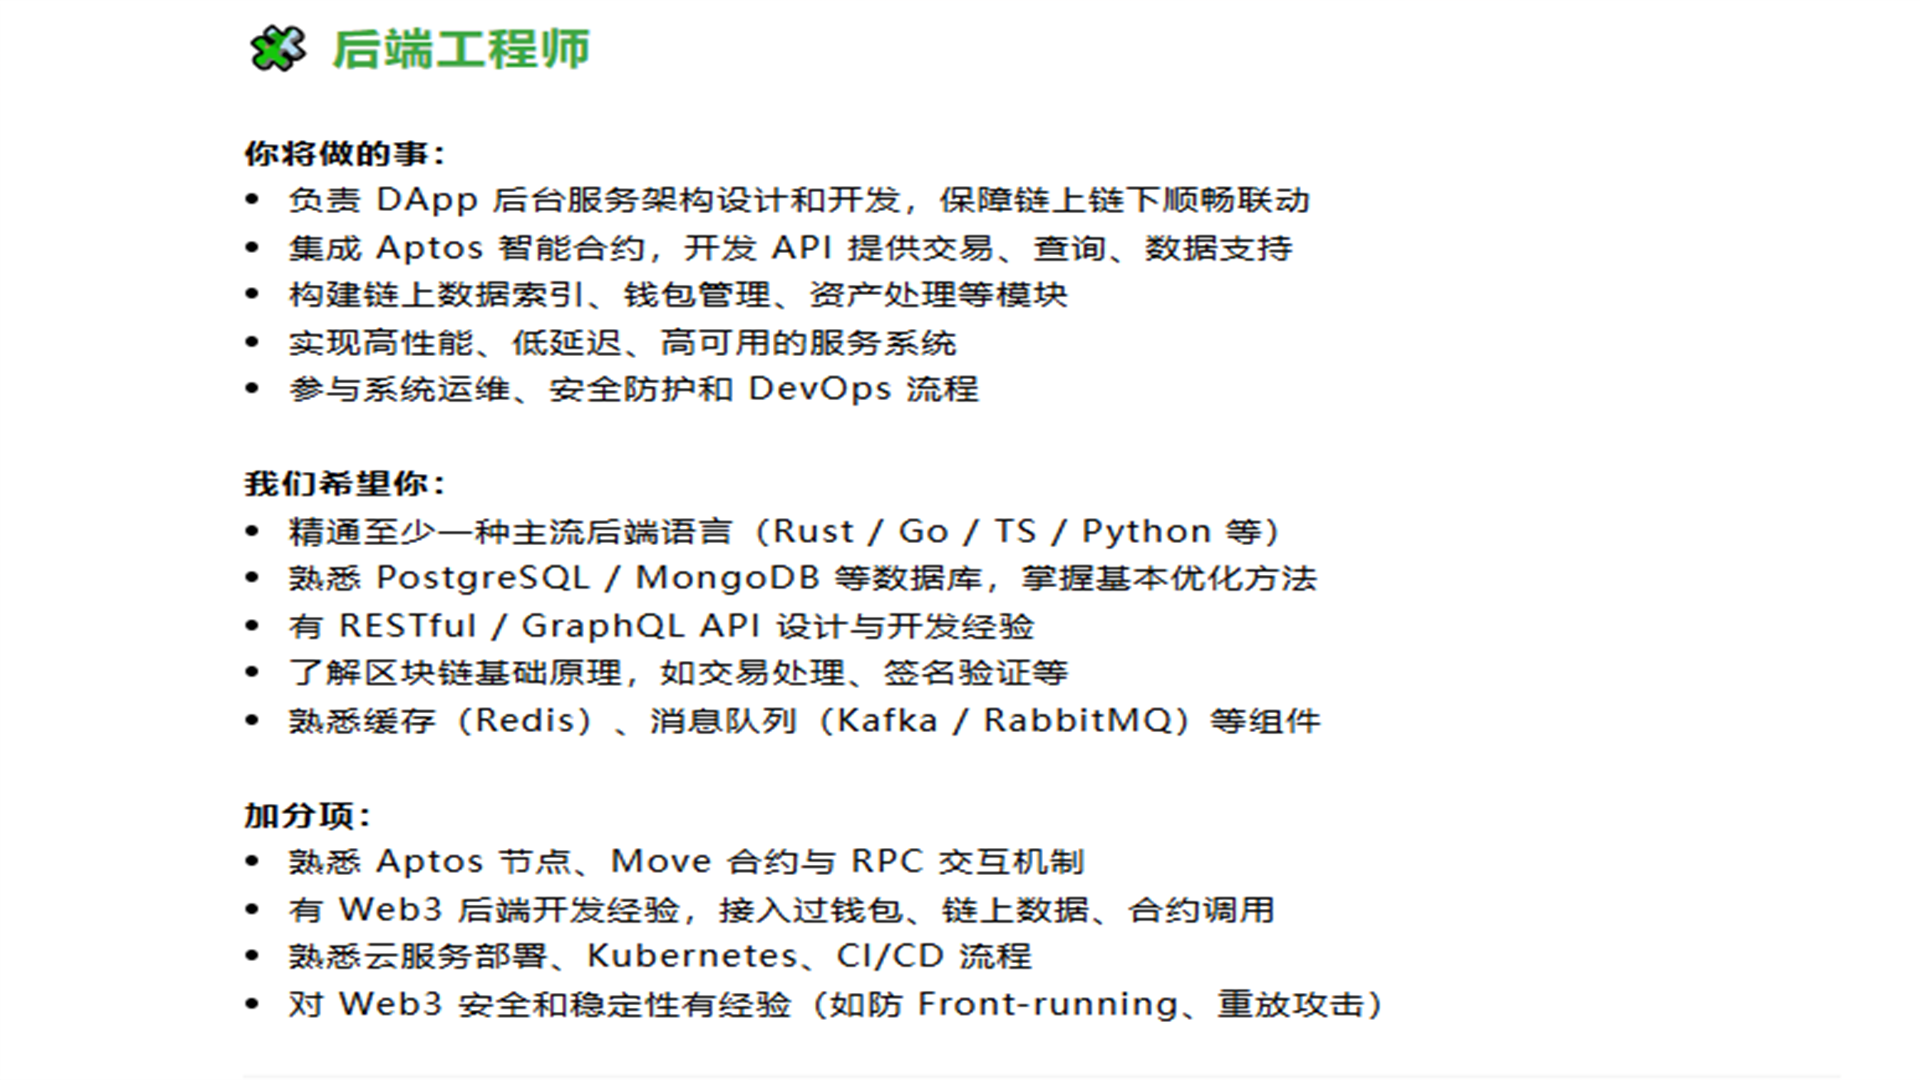 后端工程师
你将做的事：
• 负责 DApp 后台服务架构设计和开发，保障链上链下顺畅联动
• 集成 Aptos 智能合约，开发 API 提供交易、查询、数据支持
• 构建链上数据索引、钱包管理、资产处理等模块
• 实现高性能、低延迟、高可用的服务系统
• 参与系统运维、安全防护和 DevOps 流程
我们希望你：
• 精通至少一种主流后端语言（Rust / Go / TS / Python 等）
• 熟悉 PostgreSQL / MongoDB 等数据库，掌握基本优化方法
• 有 RESTful / GraphQL API 设计与开发经验
• 了解区块链基础原理，如交易处理、签名验证等
• 熟悉缓存（Redis）、消息队列（Kafka / RabbitMQ）等组件
加分项：
• 熟悉 Aptos 节点、Move 合约与 RPC 交互机制
• 有 Web3 后端开发经验，接入过钱包、链上数据、合约调用
• 熟悉云服务部署、Kubernetes、CI/CD 流程
• 对 Web3 安全和稳定性有经验（如防 Front-running、重放攻击）